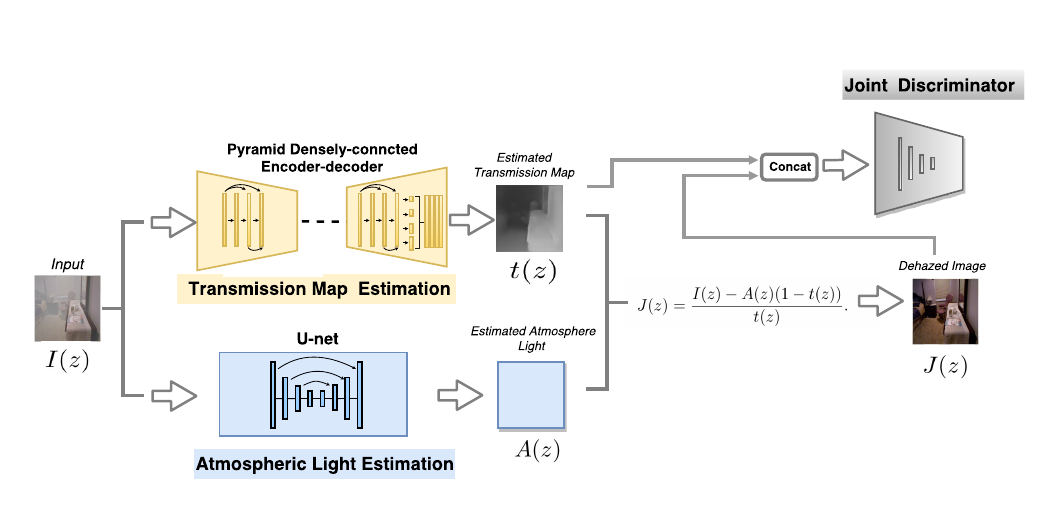 Joint Discriminator
Concat
Pyramid Densely-conncted
Encoder-decoder
Estimated
Transmission Map
t(z)
Transmission Map Estimation
Input
I(z)
U-net
Atmospheric Light Estimation
Estimated Atmosphere
Light
A(z)
J(z) = \frac{I(z) − A(z)(1 − t(z))}{t(z)}.
Dehazed Image
J(z)